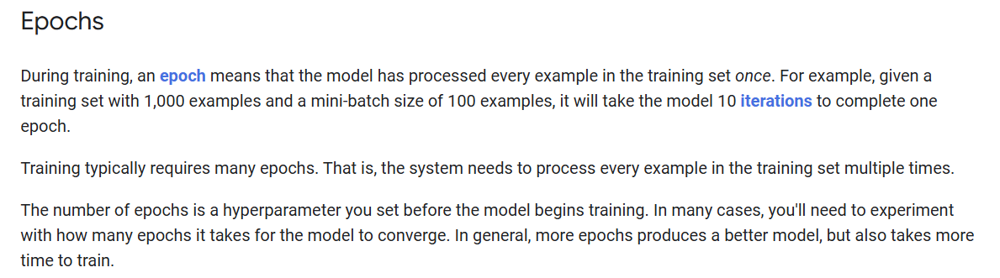 Epochs
During training, an epoch means that the model has processed every example in the training set once. For example, given a
training set with 1,000 examples and a mini-batch size of 100 examples, it will take the model 10 iterations to complete one
epoch.
Training typically requires many epochs. That is, the system needs to process every example in the training set multiple times.
The number of epochs is a hyperparameter you set before the model begins training. In many cases, you'll need to experiment
with how many epochs it takes for the model to converge. In general, more epochs produces a better model, but also takes more
time to train.